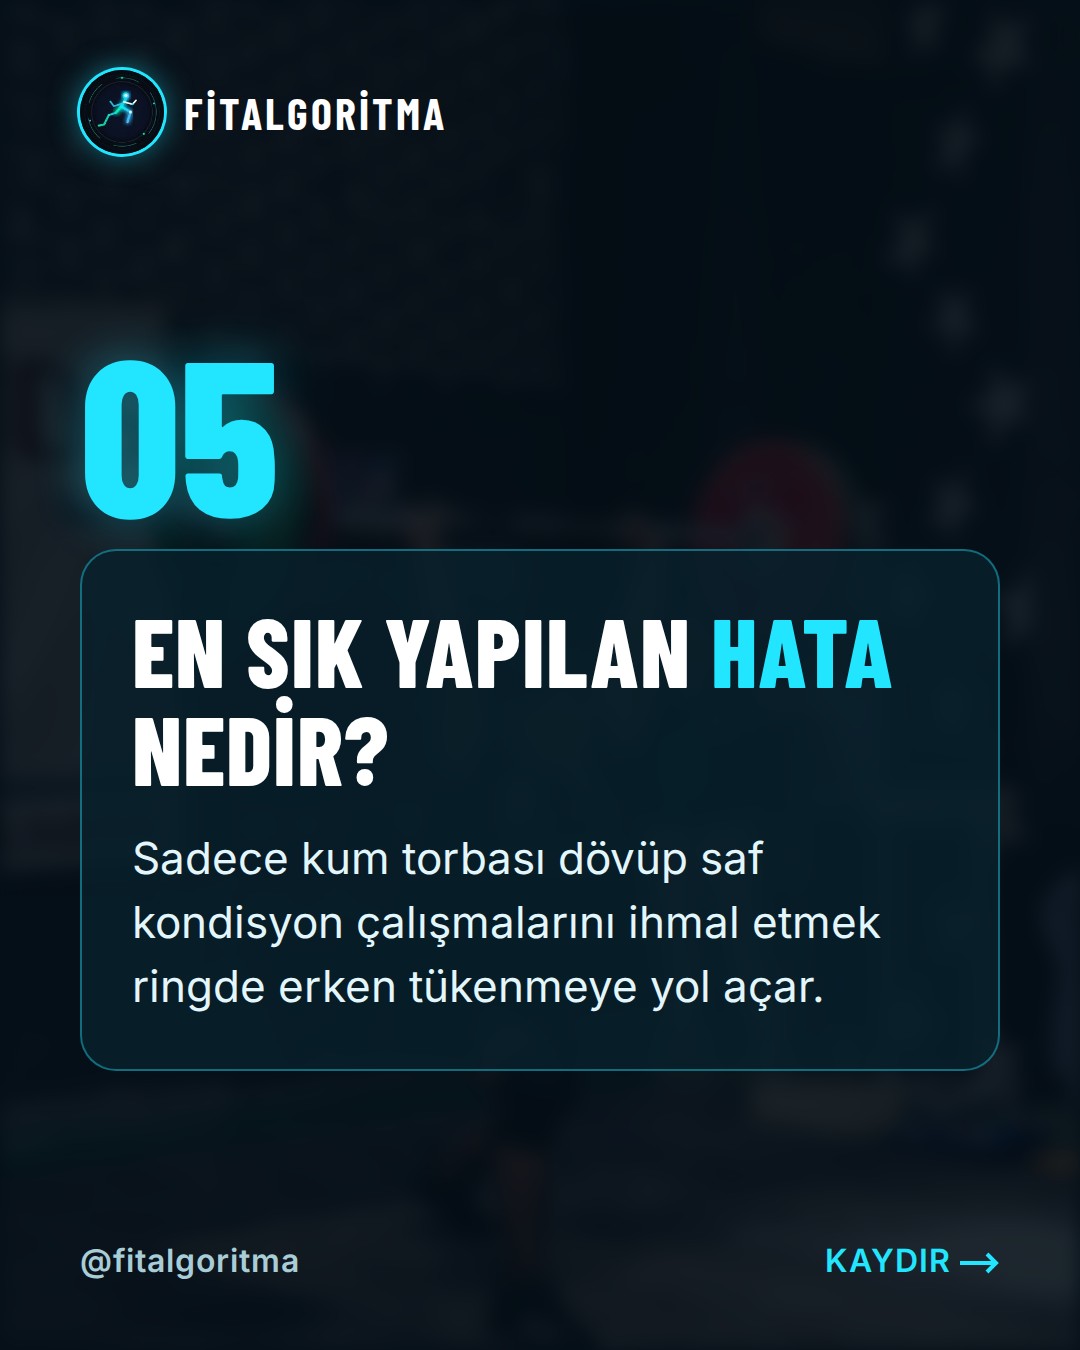 FİTALGORİTMA
05
EN SIK YAPILAN HATA
NEDİR?
Sadece kum torbası dövüp saf
kondisyon çalışmalarını ihmal etmek
ringde erken tükenmeye yol açar.
@fitalgoritma
KAYDIR →